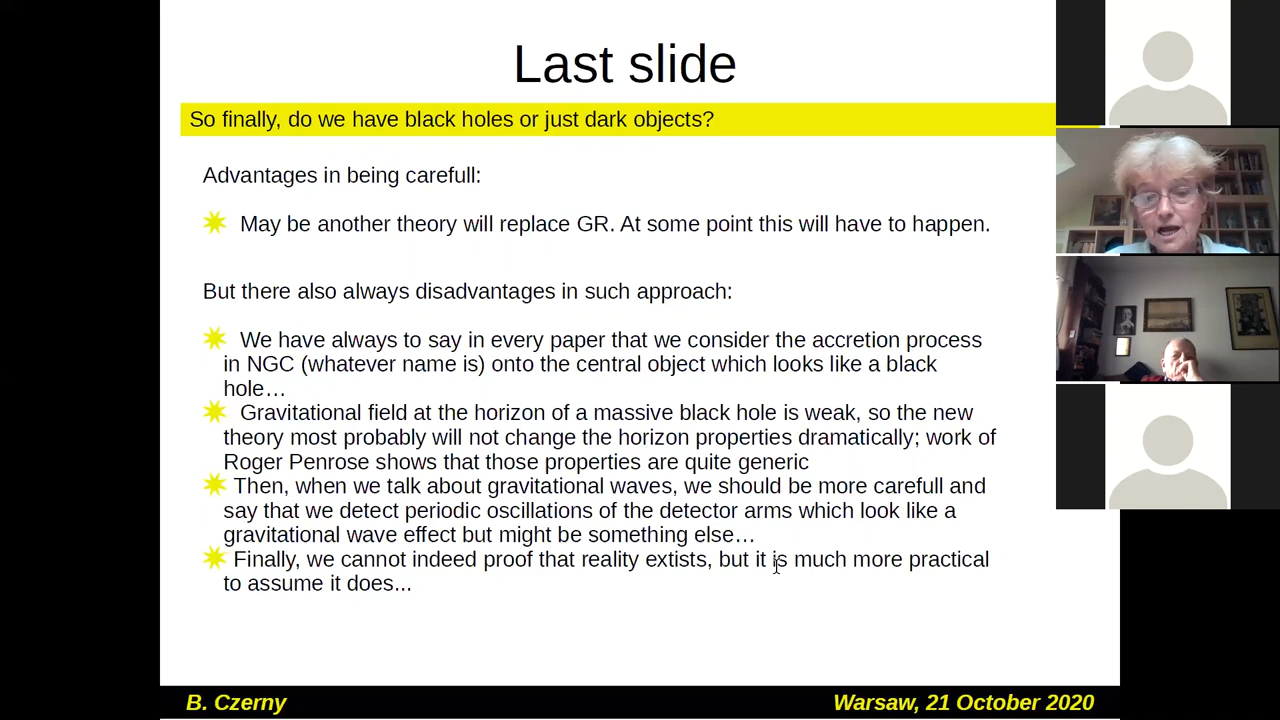 Last slide
So finally, do we have black holes or just dark objects?
Advantages in being carefull:
May be another theory will replace GR. At some point this will have to happen.
But there also always disadvantages in such approach:
We have always to say in every paper that we consider the accretion process
in NGC (whatever name is) onto the central object which looks like a black
hole…
Gravitational field at the horizon of a massive black hole is weak, so the new
theory most probably will not change the horizon properties dramatically; work of
Roger Penrose shows that those properties are quite generic
Then, when we talk about gravitational waves, we should be more carefull and
say that we detect periodic oscillations of the detector arms which look like a
gravitational wave effect but might be something else…
Finally, we cannot indeed proof that reality extists, but it is much more practical
to assume it does...
B. Czerny
Warsaw, 21 October 2020